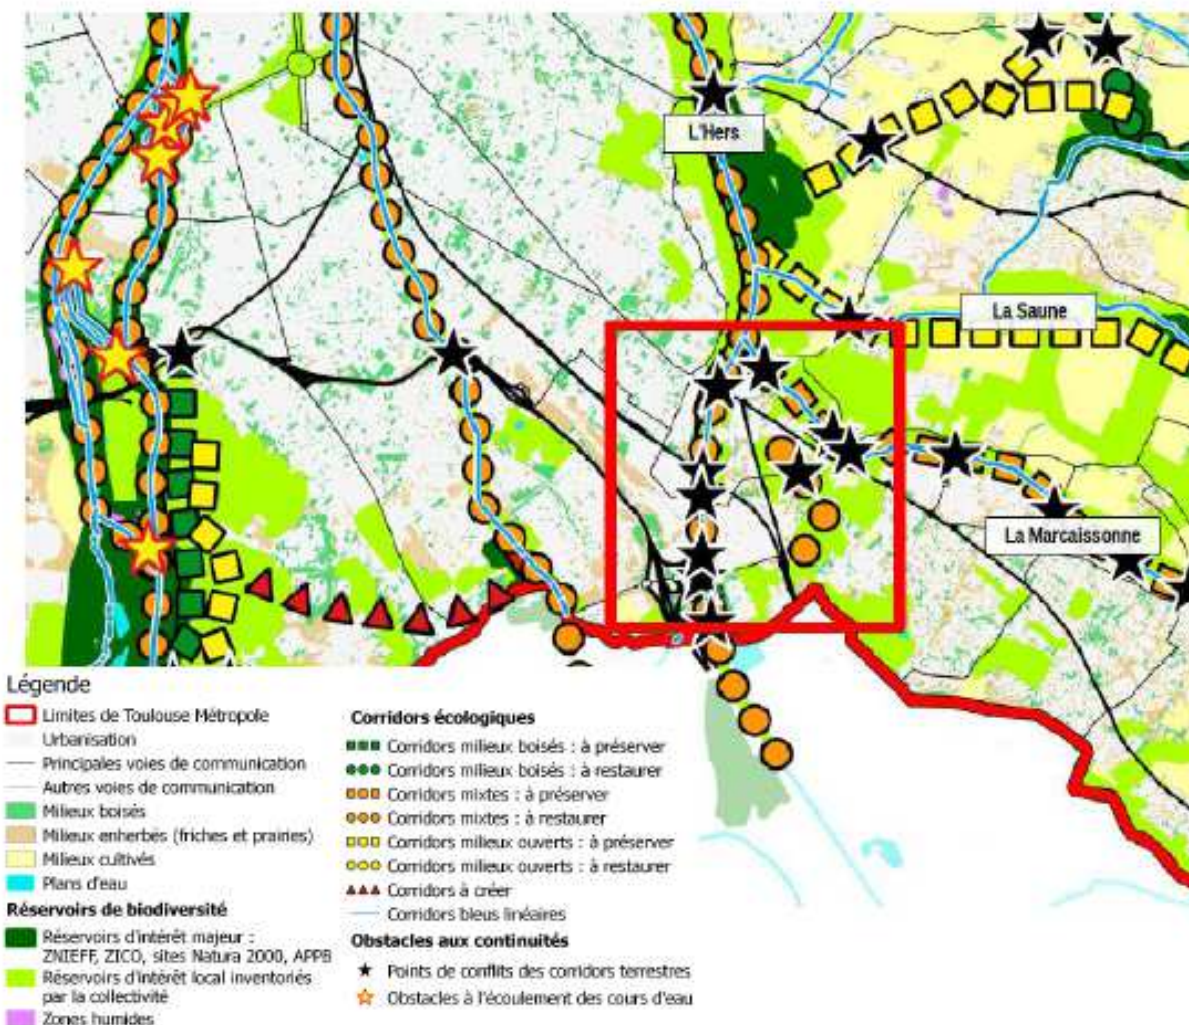 L'Hers
La Saune
La Marcaissonne
Légende
Limites de Toulouse Métropole
Urbanisation
Principales voies de communication
Autres voies de communication
Milieux boisés
Milieux enherbés (friches et prairies)
Milieux cultivés
Plans d'eau
Réservoirs de biodiversité
Réservoirs d'intérêt majeur :
ZNIEFF, ZICO, sites Natura 2000, APPB
Réservoirs d'intérêt local inventoriés
par la collectivité
Zones humides
Corridors écologiques
Corridors milieux boisés : à préserver
Corridors milieux boisés : à restaurer
Corridors mixtes : à préserver
Corridors mixtes : à restaurer
Corridors milieux ouverts : à préserver
Corridors milieux ouverts : à restaurer
Corridors à créer
Corridors bleus linéaires
Obstacles aux continuités
Points de conflits des corridors terrestres
Obstacles à l'écoulement des cours d'eau